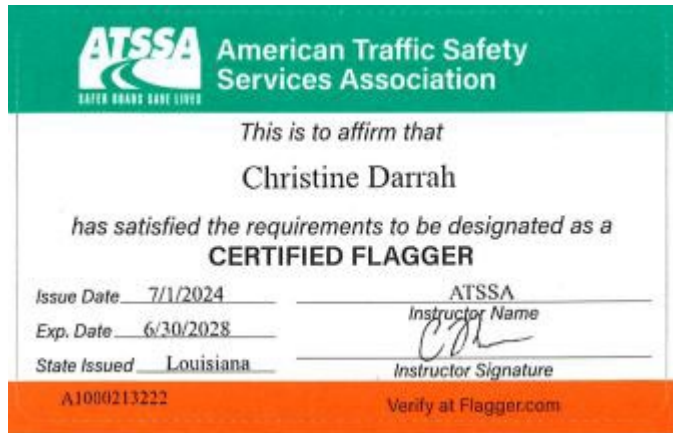 ATSSA
SAFER ROADS SAVE LIVES
American Traffic Safety
Services Association
This is to affirm that
Christine Darrah
has satisfied the requirements to be designated as a
CERTIFIED FLAGGER
Issue Date 7/1/2024
ATSSA
Instructor Name
Exp. Date 6/30/2028
State Issued Louisiana
Instructor Signature
A1000213222
Verify at Flagger.com